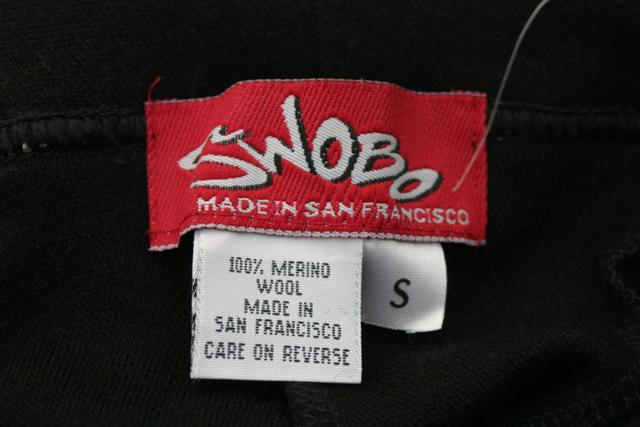 SWOBO
MADE IN SAN FRANCISCO
100% MERINO
WOOL
MADE IN
SAN FRANCISCO
CARE ON REVERSE
S